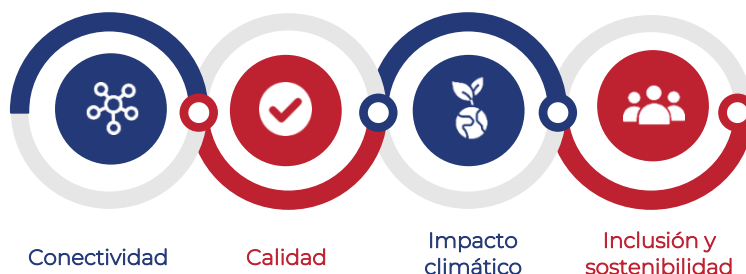 Conectividad
Calidad
Impacto
climático
Inclusión y
sostenibilidad